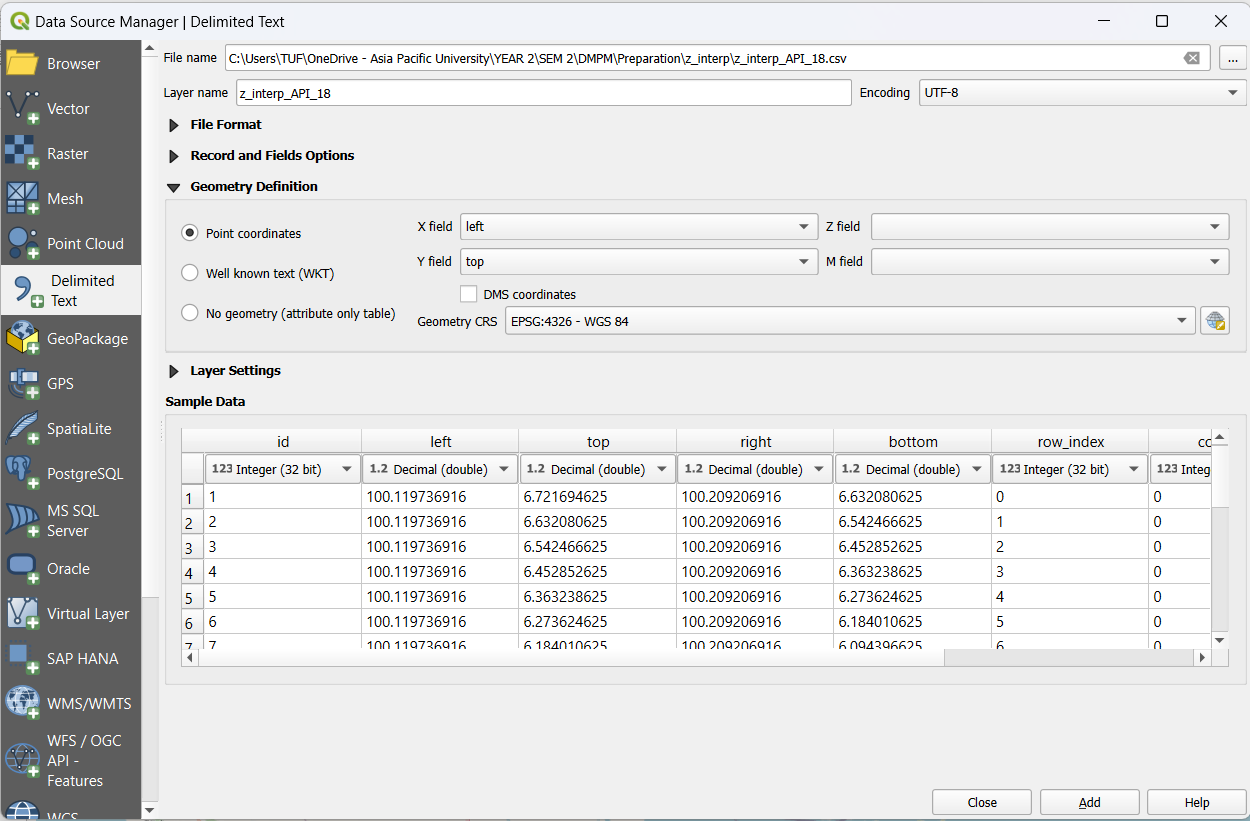 Data Source Manager | Delimited Text
Browser
Vector
Raster
Mesh
Point Cloud
Delimited
Text
GeoPackage
GPS
SpatiaLite
PostgreSQL
MS SQL
Server
Oracle
Virtual Layer
SAP HANA
WMS/WMTS
WFS / OGC
API -
Features
WCS
File name C:\Users\TUF\OneDrive - Asia Pacific University\YEAR 2\SEM 2\DMPM\Preparation\z_interp\z_interp_API_18.csv ...
Layer name z_interp_API_18 Encoding UTF-8
File Format
Record and Fields Options
Geometry Definition
Point coordinates X field left Z field
Y field top M field
Well known text (WKT)
DMS coordinates
No geometry (attribute only table)
Geometry CRS EPSG:4326 - WGS 84
Layer Settings
Sample Data
id left top right bottom row_index co
123 Integer (32 bit) 1.2 Decimal (double) 1.2 Decimal (double) 1.2 Decimal (double) 1.2 Decimal (double) 123 Integer (32 bit) 123 Integ
1 1 100.119736916 6.721694625 100.209206916 6.632080625 0 0
2 2 100.119736916 6.632080625 100.209206916 6.542466625 1 0
3 3 100.119736916 6.542466625 100.209206916 6.452852625 2 0
4 4 100.119736916 6.452852625 100.209206916 6.363238625 3 0
5 5 100.119736916 6.363238625 100.209206916 6.273624625 4 0
6 6 100.119736916 6.273624625 100.209206916 6.184010625 5 0
7 7 100.119736916 6.184010625 100.209206916 6.094396625 6 0
Close Add Help